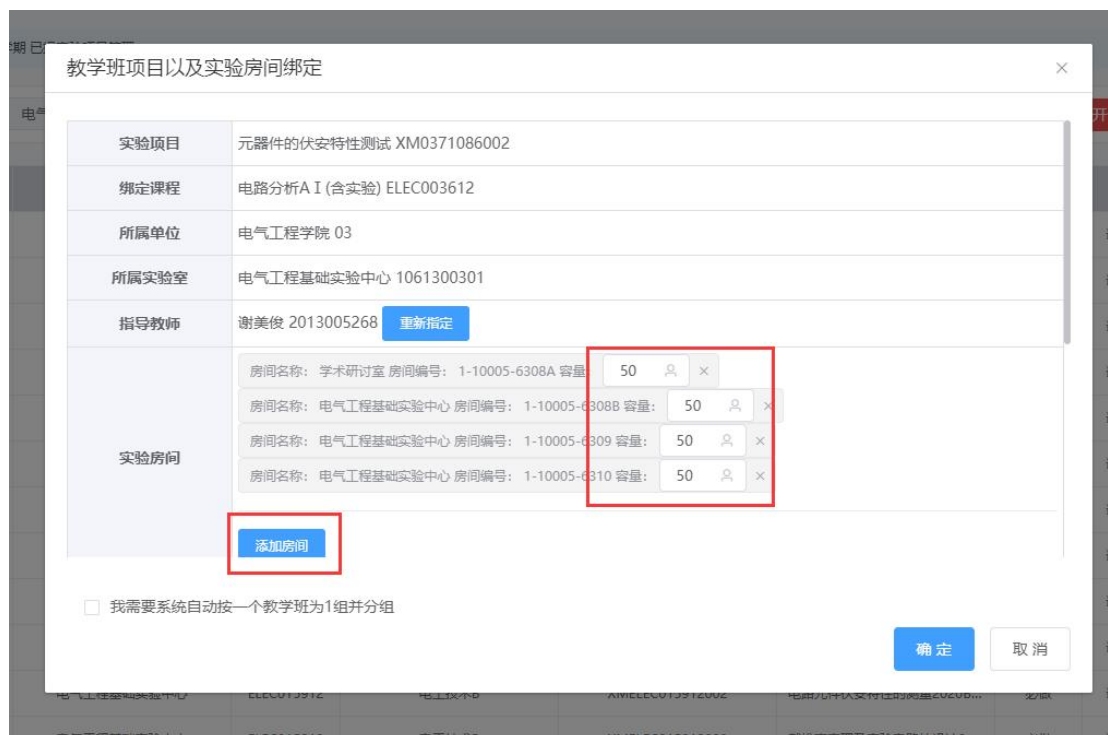 教学班项目以及实验房间绑定
实验项目 元器件的伏安特性测试 XM0371086002
绑定课程 电路分析A I (含实验) ELEC003612
所属单位 电气工程学院 03
所属实验室 电气工程基础实验中心 1061300301
指导教师 谢美俊 2013005268 重新指定
房间名称： 学术研讨室 房间编号： 1-10005-6308A 容量： 50
房间名称： 电气工程基础实验中心 房间编号： 1-10005-6308B 容量： 50
房间名称： 电气工程基础实验中心 房间编号： 1-10005-6309 容量： 50
实验房间
房间名称： 电气工程基础实验中心 房间编号： 1-10005-6310 容量： 50
添加房间
我需要系统自动按一个教学班为1组并分组
确 定 取 消